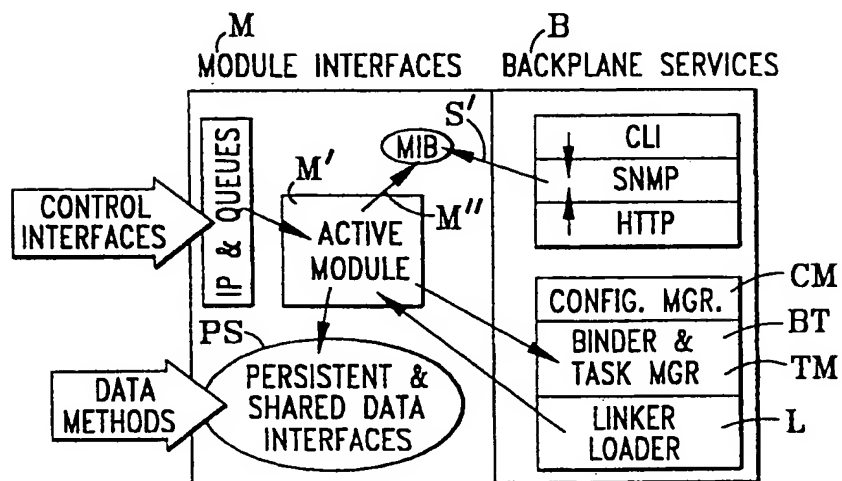 M
B
MODULE INTERFACES
BACKPLANE SERVICES
S'
MIB
CLI
SNMP
HTTP
M'
M"
CONTROL
INTERFACES
IP & QUEUES
ACTIVE
MODULE
CM
CONFIG. MGR.
BT
BINDER &
TASK MGR
TM
PS
DATA
METHODS
PERSISTENT &
SHARED DATA
INTERFACES
LINKER
LOADER
L